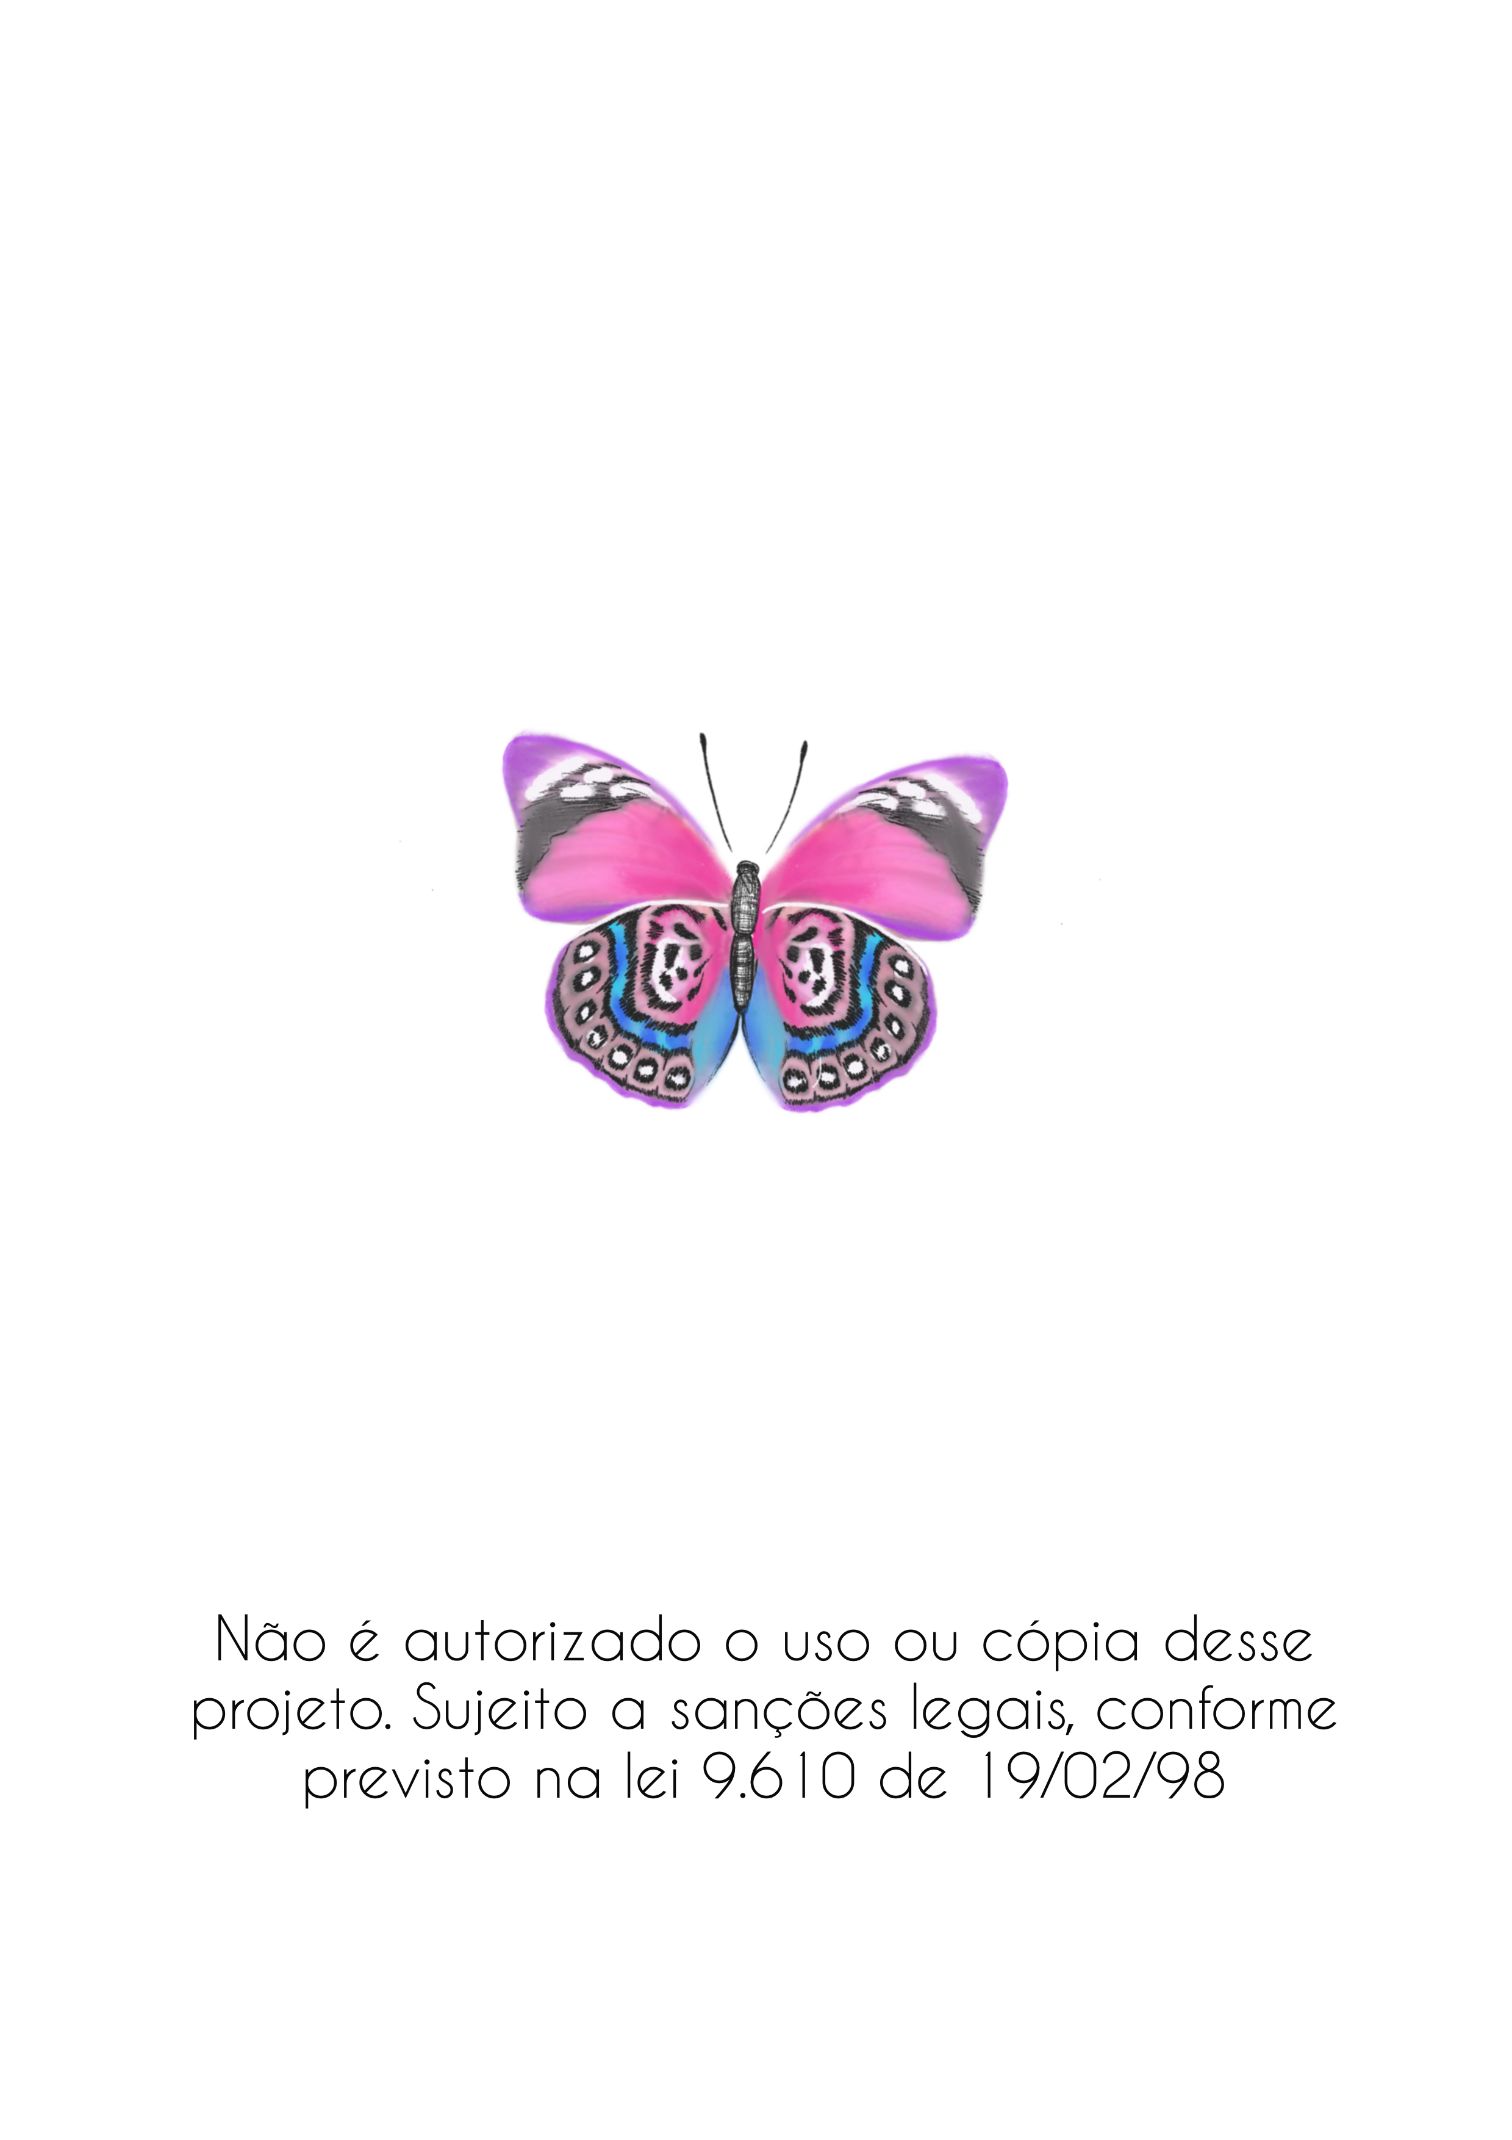 Não é autorizado o uso ou cópia desse
projeto. Sujeito a sanções legais, conforme
previsto na lei 9.610 de 19/02/98